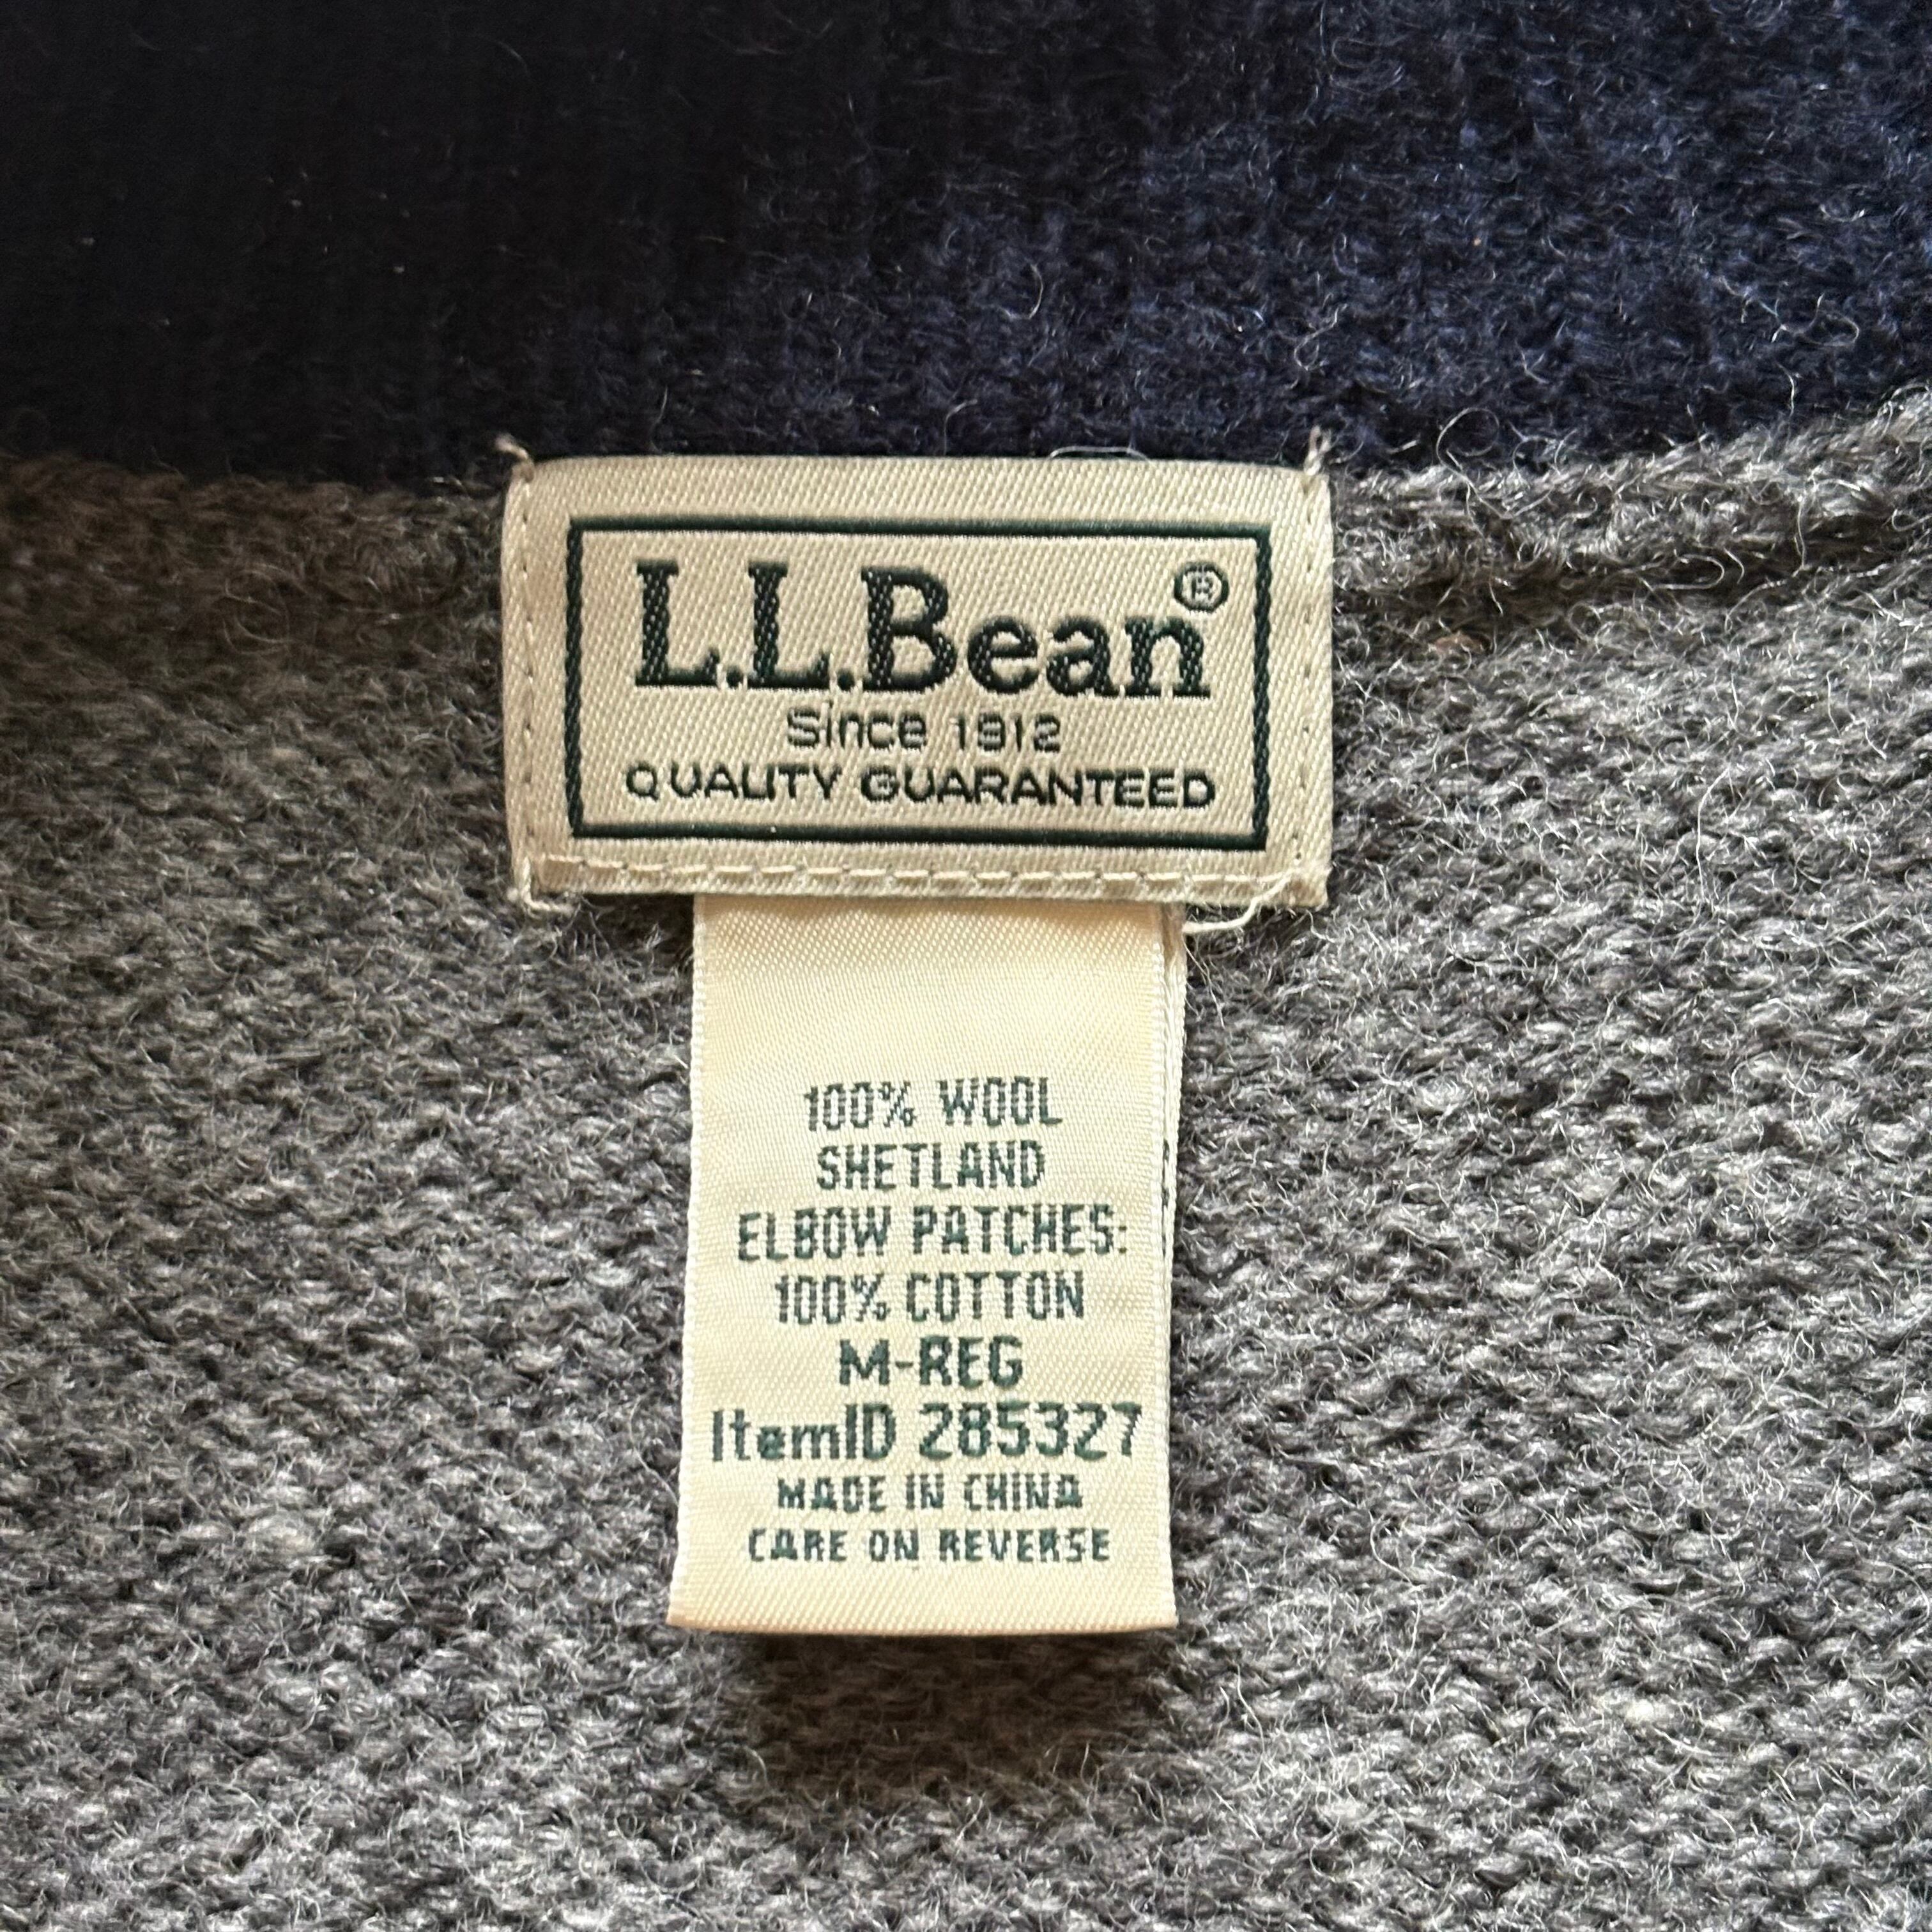 L.L.Bean®
Since 1912
QUALITY GUARANTEED
100% WOOL
SHETLAND
ELBOW PATCHES:
100% COTTON
M-REG
ItemID 285327
MADE IN CHINA
CARE ON REVERSE